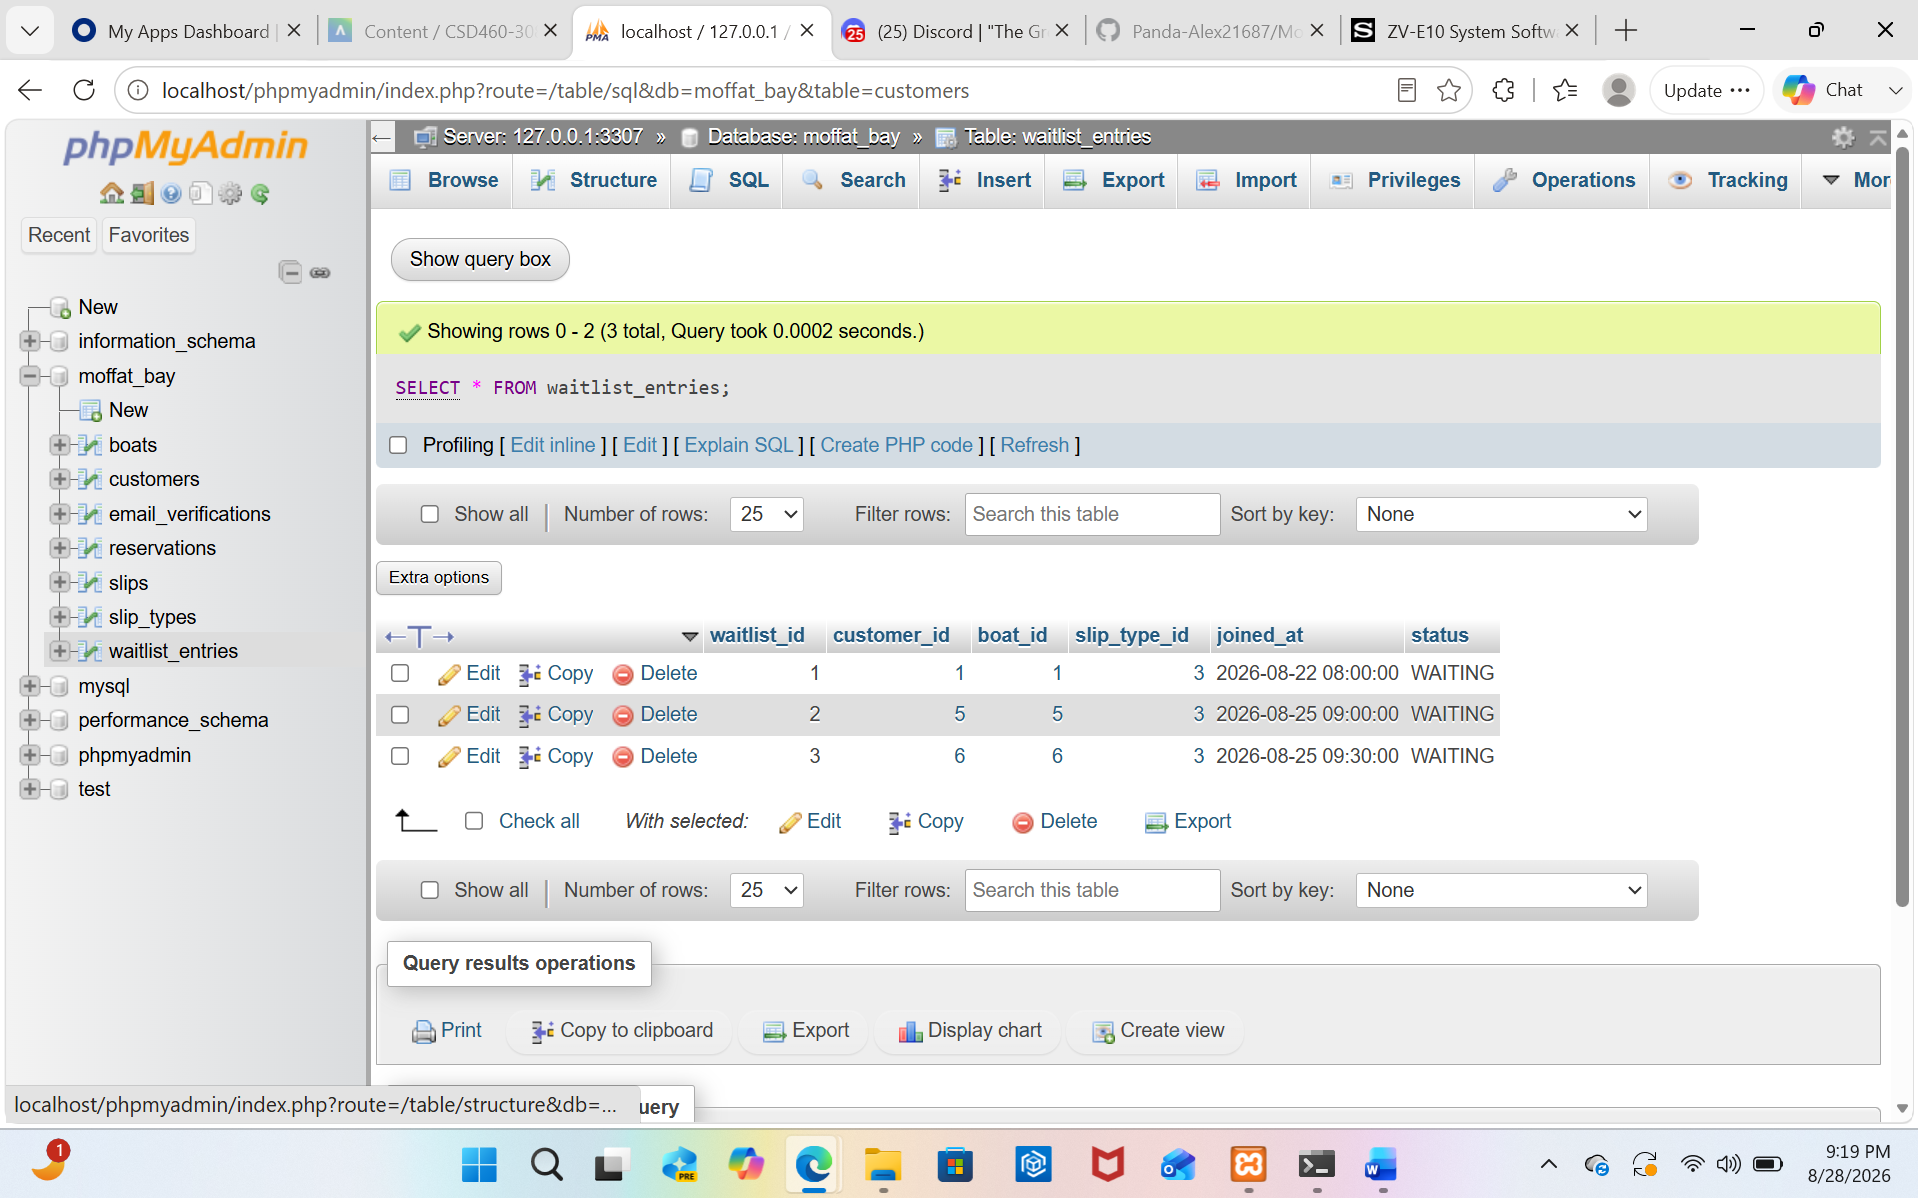 My Apps Dashboard
Content / CSD460-30
localhost / 127.0.0.1 /
(25) Discord | "The Gr
Panda-Alex21687/Mo
ZV-E10 System Softw
localhost/phpmyadmin/index.php?route=/table/sql&db=moffat_bay&table=customers
Update
Chat
phpMyAdmin
Recent
Favorites
New
information_schema
moffat_bay
New
boats
customers
email_verifications
reservations
slips
slip_types
waitlist_entries
mysql
performance_schema
phpmyadmin
test
Server: 127.0.0.1:3307 » Database: moffat_bay » Table: waitlist_entries
Browse Structure SQL Search Insert Export Import Privileges Operations Tracking Mor
Show query box
Showing rows 0 - 2 (3 total, Query took 0.0002 seconds.)
SELECT * FROM waitlist_entries;
Profiling [ Edit inline ] [ Edit ] [ Explain SQL ] [ Create PHP code ] [ Refresh ]
Show all Number of rows: 25 Filter rows: Search this table Sort by key: None
Extra options
waitlist_id customer_id boat_id slip_type_id joined_at status
Edit Copy Delete 1 1 1 3 2026-08-22 08:00:00 WAITING
Edit Copy Delete 2 5 5 3 2026-08-25 09:00:00 WAITING
Edit Copy Delete 3 6 6 3 2026-08-25 09:30:00 WAITING
Check all With selected: Edit Copy Delete Export
Show all Number of rows: 25 Filter rows: Search this table Sort by key: None
Query results operations
Print Copy to clipboard Export Display chart Create view
localhost/phpmyadmin/index.php?route=/table/structure&db=...
uery
1
PRE
9:19 PM
8/28/2026